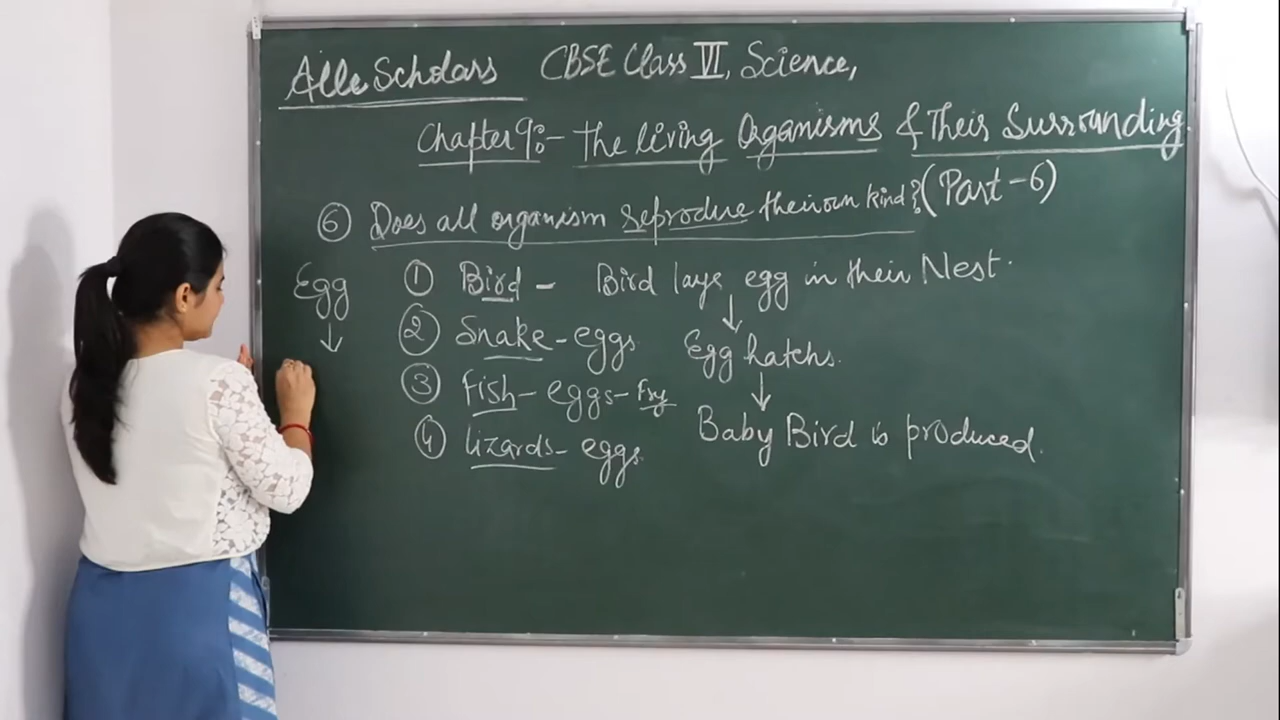 Alle Scholars CBSE Class VI, Science,
Chapter 9:- The living Organisms & Their Surrounding
(Part-6)
⑥ Does all organism reproduce their own kind?
Egg
↓
① Bird - Bird lays egg in their Nest.
↓
② Snake - eggs
Egg hatchs.
↓
③ Fish - eggs - Fry
④ Lizards - eggs.
Baby Bird is produced.